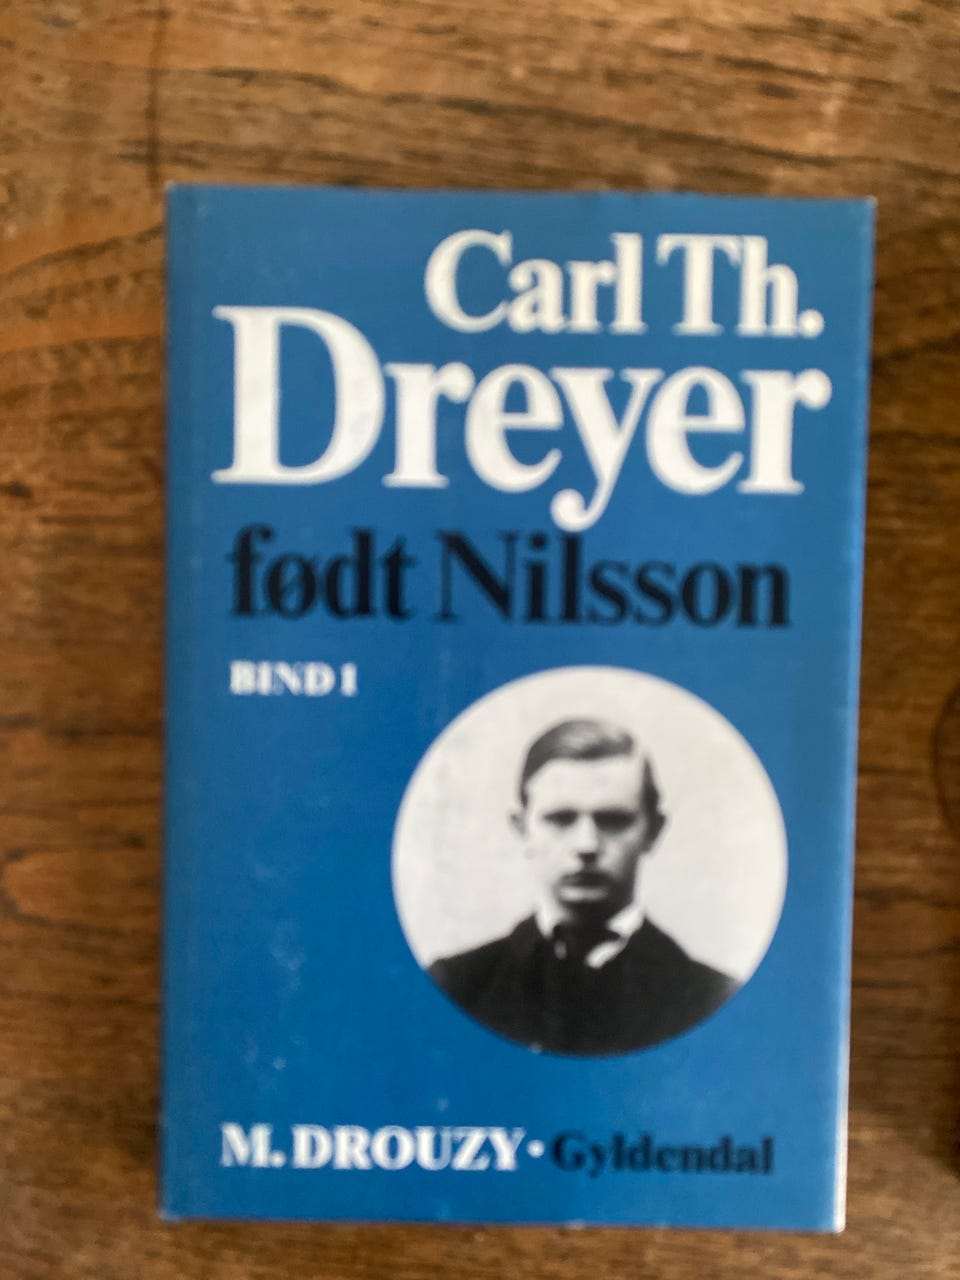 Carl Th.
Dreyer
født Nilsson
BIND 1
M. DROUZY · Gyldendal